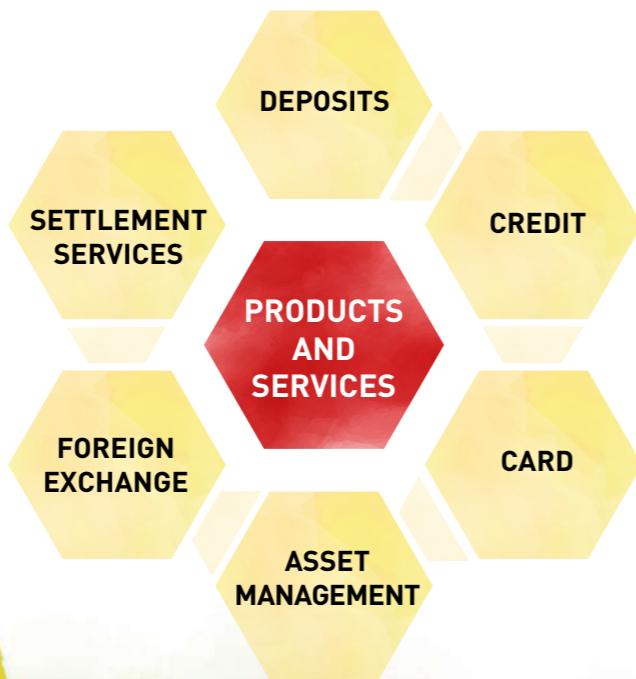 DEPOSITS
CREDIT
CARD
ASSET
MANAGEMENT
FOREIGN
EXCHANGE
SETTLEMENT
SERVICES
PRODUCTS
AND
SERVICES